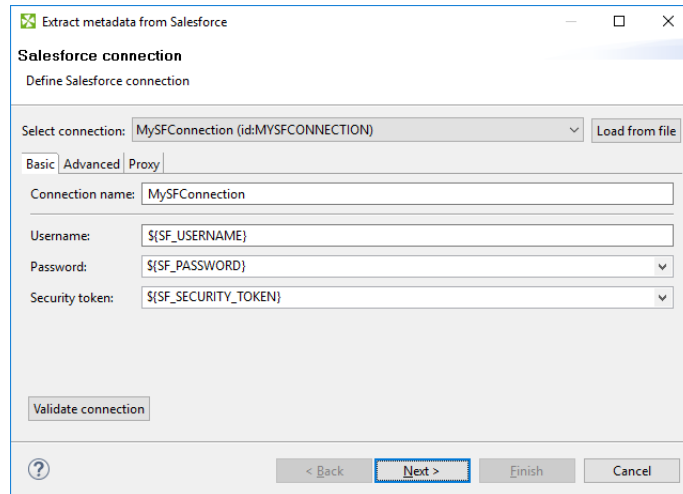 Extract metadata from Salesforce
Salesforce connection
Define Salesforce connection
Select connection: MySFConnection (id:MYSFCONNECTION) Load from file
Basic Advanced Proxy
Connection name: MySFConnection
Username: ${SF_USERNAME}
Password: ${SF_PASSWORD}
Security token: ${SF_SECURITY_TOKEN}
Validate connection
? < Back Next > Finish Cancel